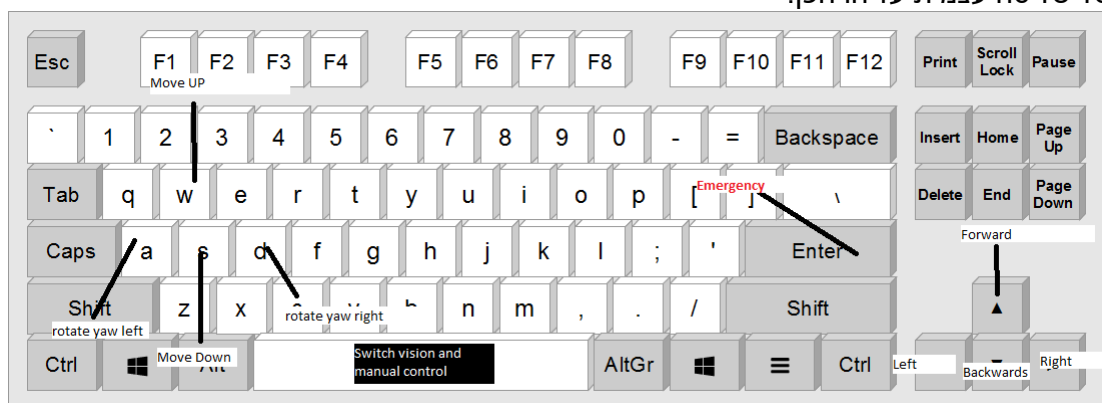 עצמית
Esc F1 F2 F3 F4 F5 F6 F7 F8 F9 F10 F11 F12 Print Scroll Lock Pause
Move UP
` 1 2 3 4 5 6 7 8 9 0 - = Backspace Insert Home Page Up
Tab q w e r t y u i o p [ ] \ Delete End Page Down
Emergency
Caps a s d f g h j k l ; ' Enter
Forward
Shift z x n m , . / Shift ▲
rotate yaw left
rotate yaw right
Ctrl Alt AltGr ☰ Ctrl
Move Down
Switch vision and
manual control
Left
Backwards
Right